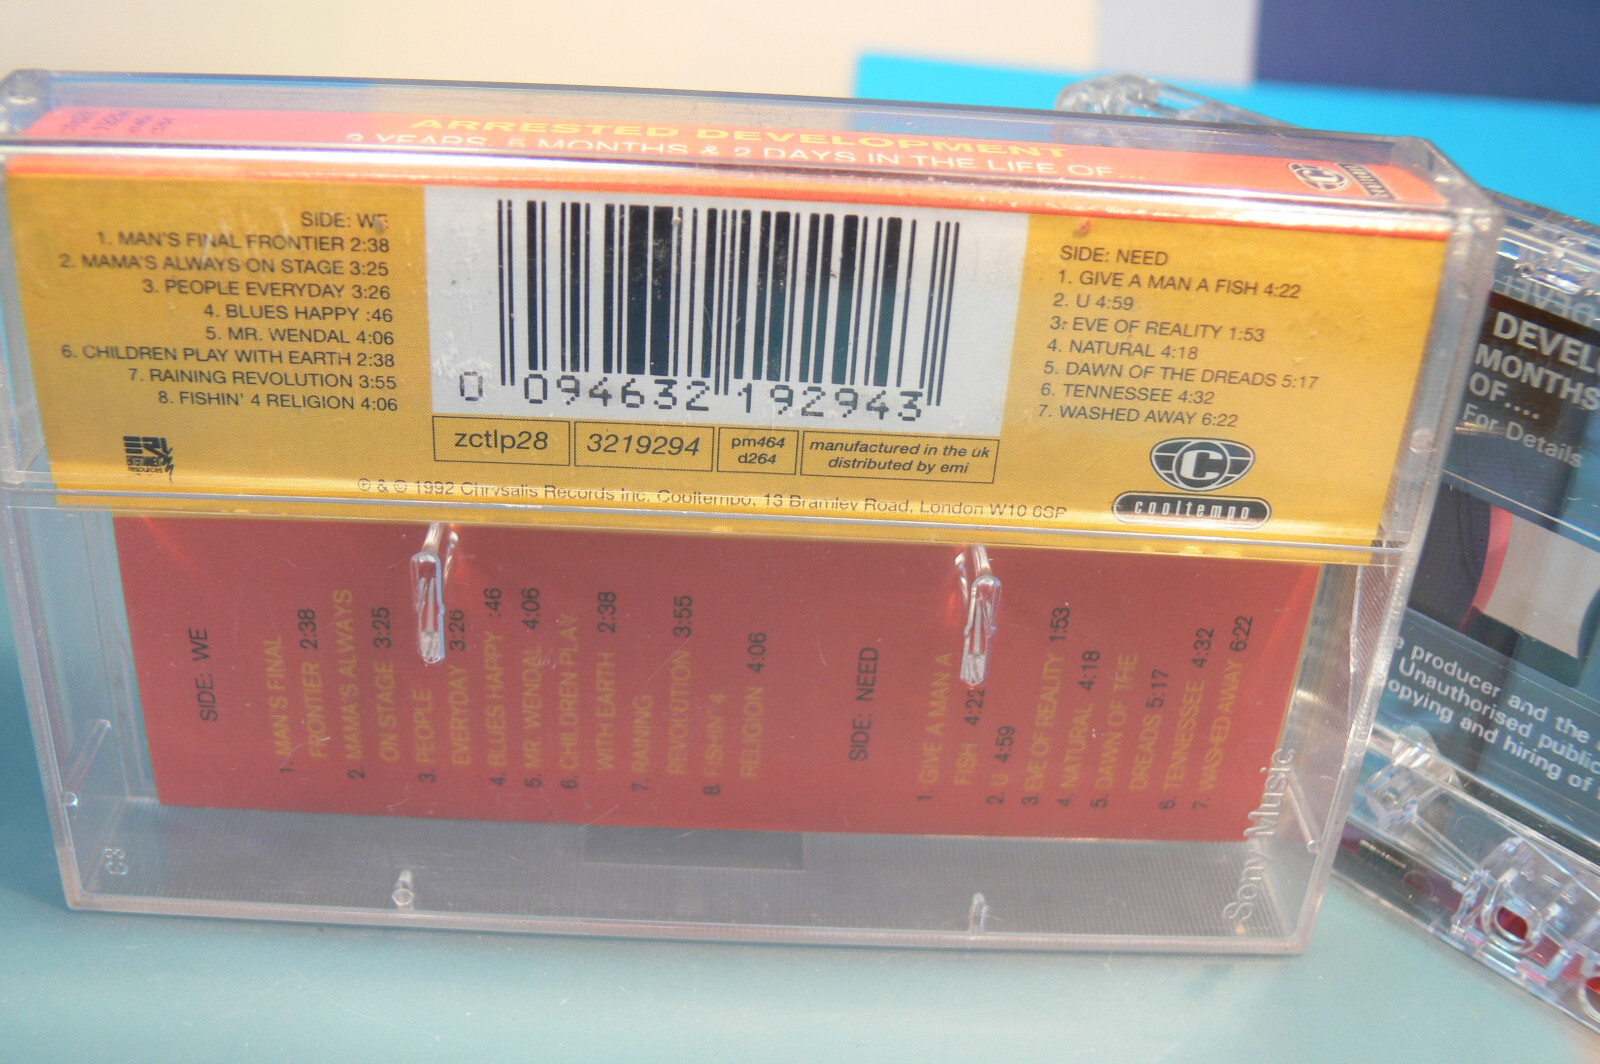 ARRESTED DEVELOPMENT
3 YEARS, 5 MONTHS & 2 DAYS IN THE LIFE OF...
SIDE: WE
1. MAN'S FINAL FRONTIER 2:38
2. MAMA'S ALWAYS ON STAGE 3:25
3. PEOPLE EVERYDAY 3:26
4. BLUES HAPPY :46
5. MR. WENDAL 4:06
6. CHILDREN PLAY WITH EARTH 2:38
7. RAINING REVOLUTION 3:55
8. FISHIN' 4 RELIGION 4:06
0 094632 192943
SIDE: NEED
1. GIVE A MAN A FISH 4:22
2. U 4:59
3. EVE OF REALITY 1:53
4. NATURAL 4:18
5. DAWN OF THE DREADS 5:17
6. TENNESSEE 4:32
7. WASHED AWAY 6:22
zctlp28
3219294
pm464
d264
manufactured in the uk
distributed by emi
C
cooltempo
℗ & © 1992 Chrysalis Records Inc. Cooltempo, 13 Bramley Road, London W10 6SP
SIDE: WE
1. MAN'S FINAL
FRONTIER 2:38
2. MAMA'S ALWAYS
ON STAGE 3:25
3. PEOPLE
EVERYDAY 3:26
4. BLUES HAPPY :46
5. MR. WENDAL 4:06
6. CHILDREN PLAY
WITH EARTH 2:38
7. RAINING
REVOLUTION 3:55
8. FISHIN' 4
RELIGION 4:06
SIDE: NEED
1. GIVE A MAN A
FISH 4:22
2. U 4:59
3. EVE OF REALITY 1:53
4. NATURAL 4:18
5. DAWN OF THE
DREADS 5:17
6. TENNESSEE 4:32
7. WASHED AWAY 6:22
Sony Music
C3
DEVEL
MONTHS
OF....
For Details
producer and the
Unauthorised public
opying and hiring of